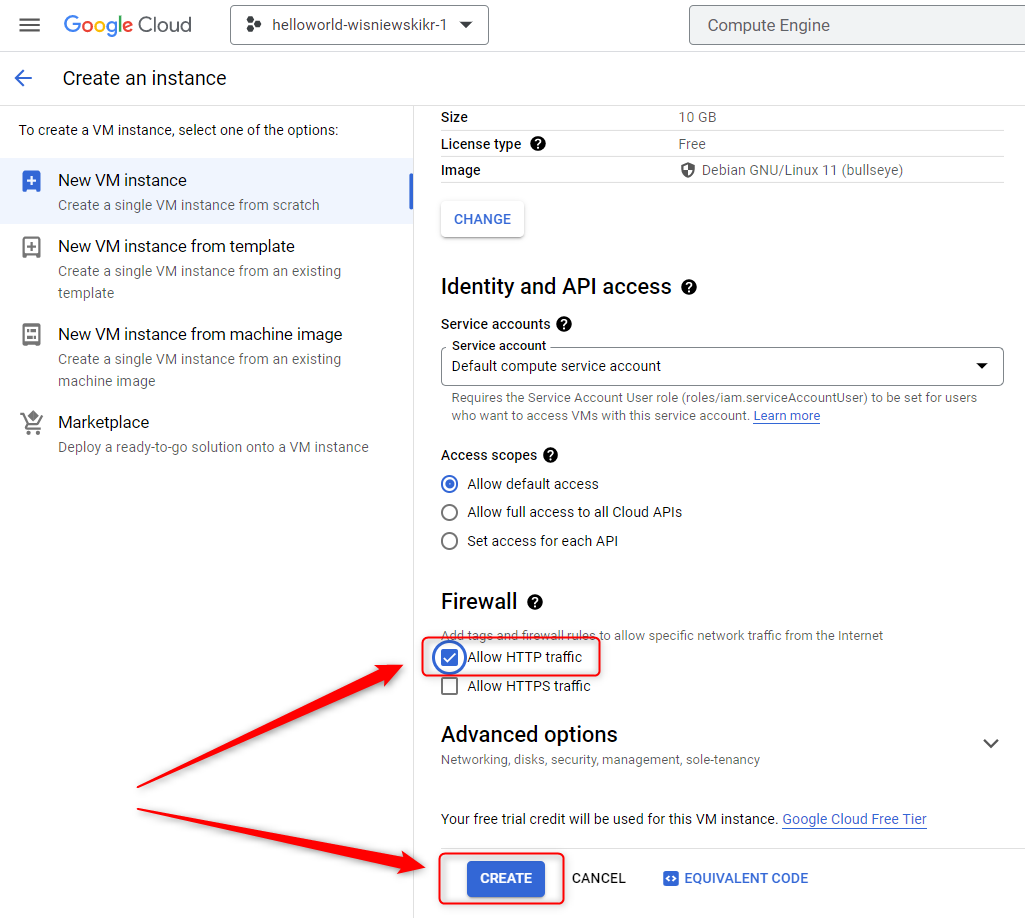 Google Cloud
helloworld-wisniewskikr-1
Compute Engine
Create an instance
To create a VM instance, select one of the options:
New VM instance
Create a single VM instance from scratch
New VM instance from template
Create a single VM instance from an existing
template
New VM instance from machine image
Create a single VM instance from an existing
machine image
Marketplace
Deploy a ready-to-go solution onto a VM instance
Size 10 GB
License type ? Free
Image Debian GNU/Linux 11 (bullseye)
CHANGE
Identity and API access ?
Service accounts ?
Service account
Default compute service account
Requires the Service Account User role (roles/iam.serviceAccountUser) to be set for users
who want to access VMs with this service account. Learn more
Access scopes ?
Allow default access
Allow full access to all Cloud APIs
Set access for each API
Firewall ?
Add tags and firewall rules to allow specific network traffic from the Internet
Allow HTTP traffic
Allow HTTPS traffic
Advanced options
Networking, disks, security, management, sole-tenancy
Your free trial credit will be used for this VM instance. Google Cloud Free Tier
CREATE CANCEL EQUIVALENT CODE